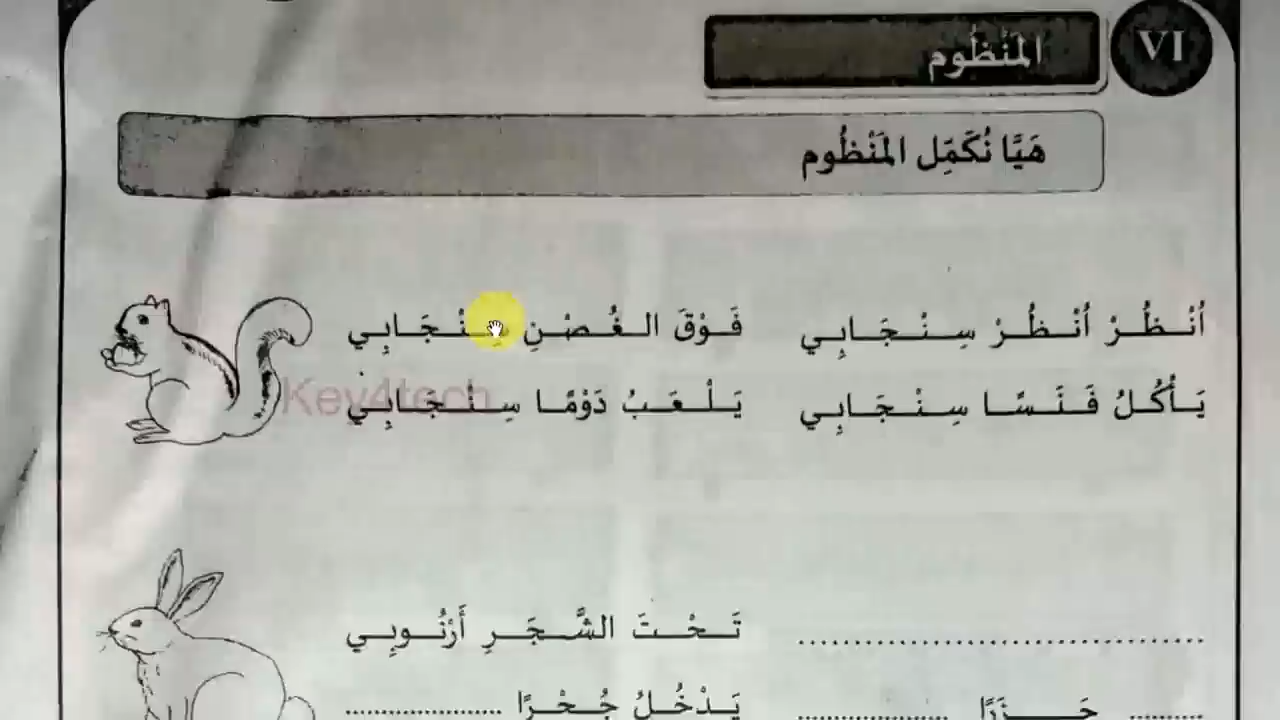 VI
المَنْظُوم
هَيَّا نُكَمِّل المَنْظُوم
أُنْظُرْ أُنْظُرْ سِنْجَابِي فَوْقَ الغُصْنِ سِنْجَابِي
يَأْكُلُ فَنَسًّا سِنْجَابِي يَلْعَبُ دَوْمًا سِنْجَابِي
Key4tech
........................................ تَحْتَ الشَّجَرِ أَرْنُوبِي
........ جَزَرًا .................... يَدْخُلُ جُحْرًا ....................